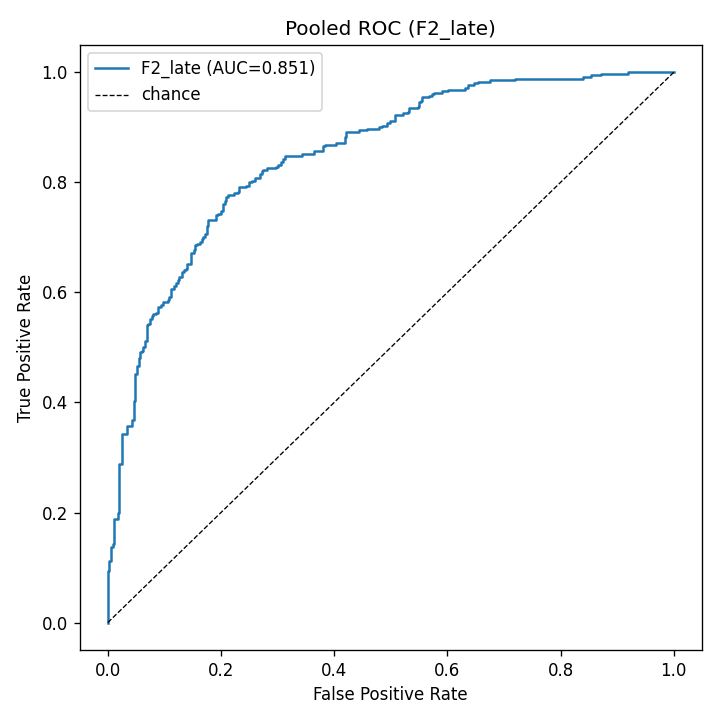 Pooled ROC (F2_late)
F2_late (AUC=0.851)
chance
True Positive Rate
1.0
0.8
0.6
0.4
0.2
0.0
0.0 0.2 0.4 0.6 0.8 1.0
False Positive Rate